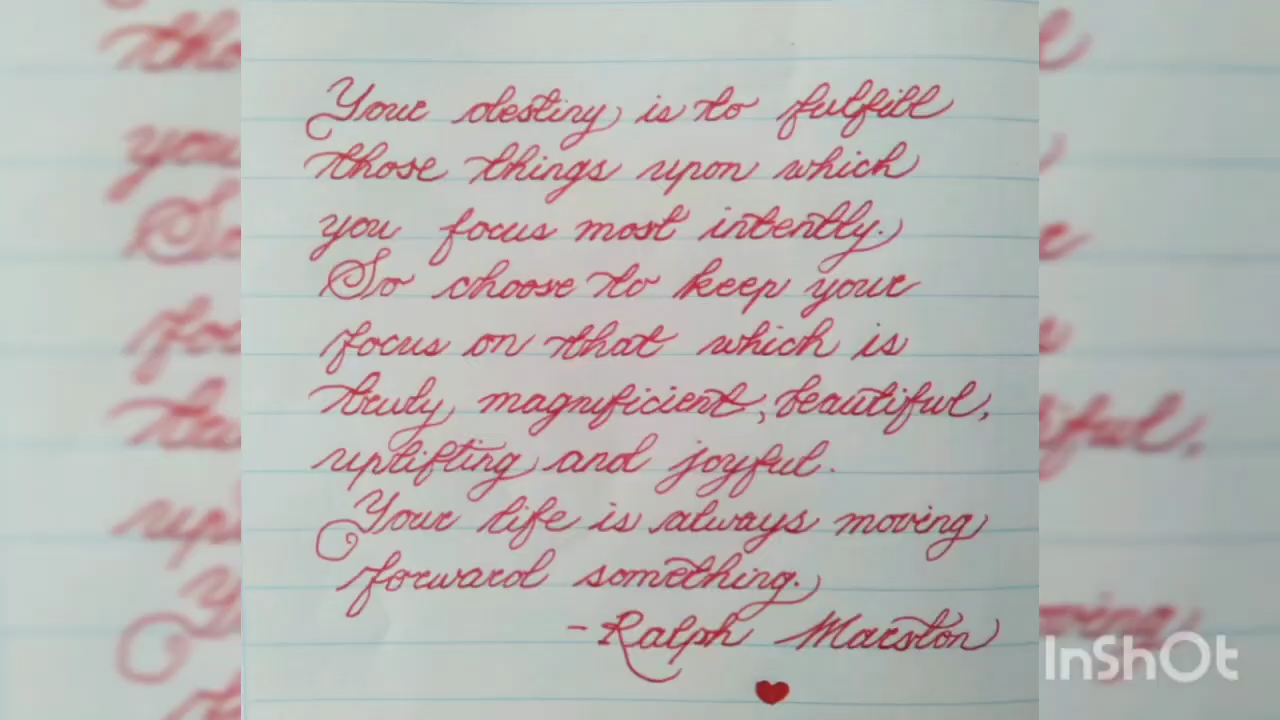 Your destiny is to fulfill
those things upon which
you focus most intently.
So choose to keep your
focus on that which is
truly magnificent, beautiful,
uplifting and joyful.
Your life is always moving
forward something.
- Ralph Marston
InShOt